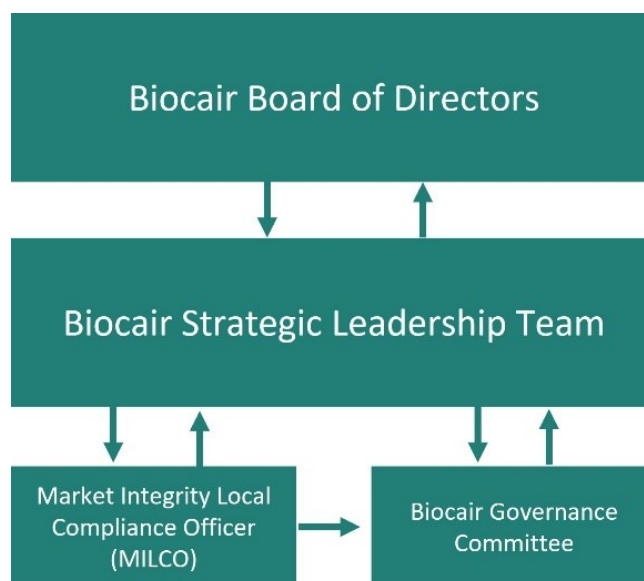 Biocair Board of Directors
Biocair Strategic Leadership Team
Market Integrity Local
Compliance Officer
(MILCO)
Biocair Governance
Committee